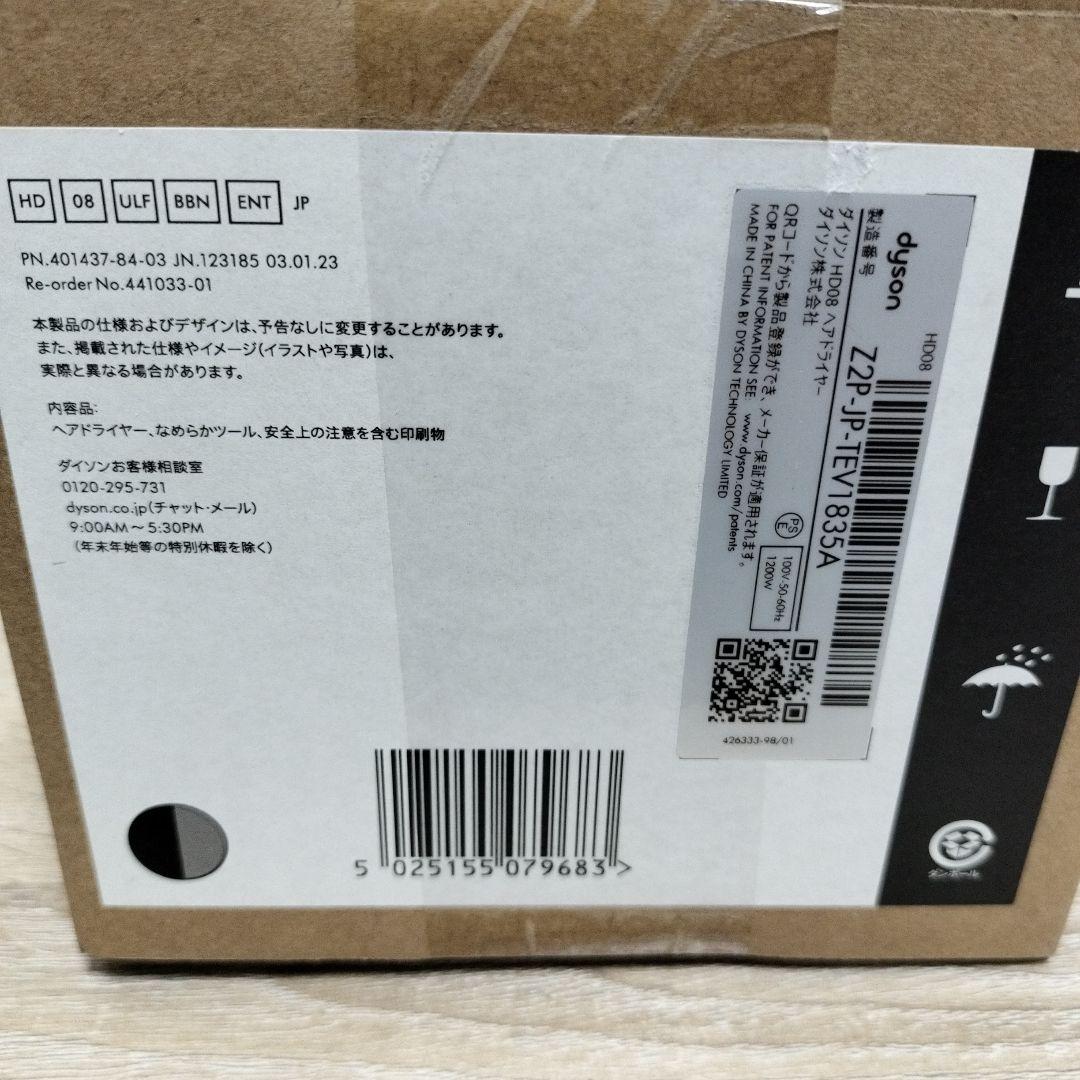 HD 08 ULF BBN ENT JP
PN.401437-84-03 JN.123185 03.01.23
Re-order No.441033-01
本製品の仕様およびデザインは、予告なしに変更することがあります。
また、掲載された仕様やイメージ(イラストや写真)は、
実際と異なる場合があります。
内容品:
ヘアドライヤー、なめらかツール、安全上の注意を含む印刷物
ダイソンお客様相談室
0120-295-731
dyson.co.jp(チャット・メール)
9:00AM～5:30PM
(年末年始等の特別休暇を除く)
dyson
HD08
製造番号
Z2P-JP-TEV1835A
ダイソン HD08 ヘアドライヤー
ダイソン株式会社
QRコードから製品登録ができ、メーカー保証が適用されます。
FOR PATENT INFORMATION SEE: www.dyson.com/patents
MADE IN CHINA BY DYSON TECHNOLOGY LIMITED
PS
E
100V-50-60Hz
1200W
426333-98/01
5 025155 079683 >
ダンボール